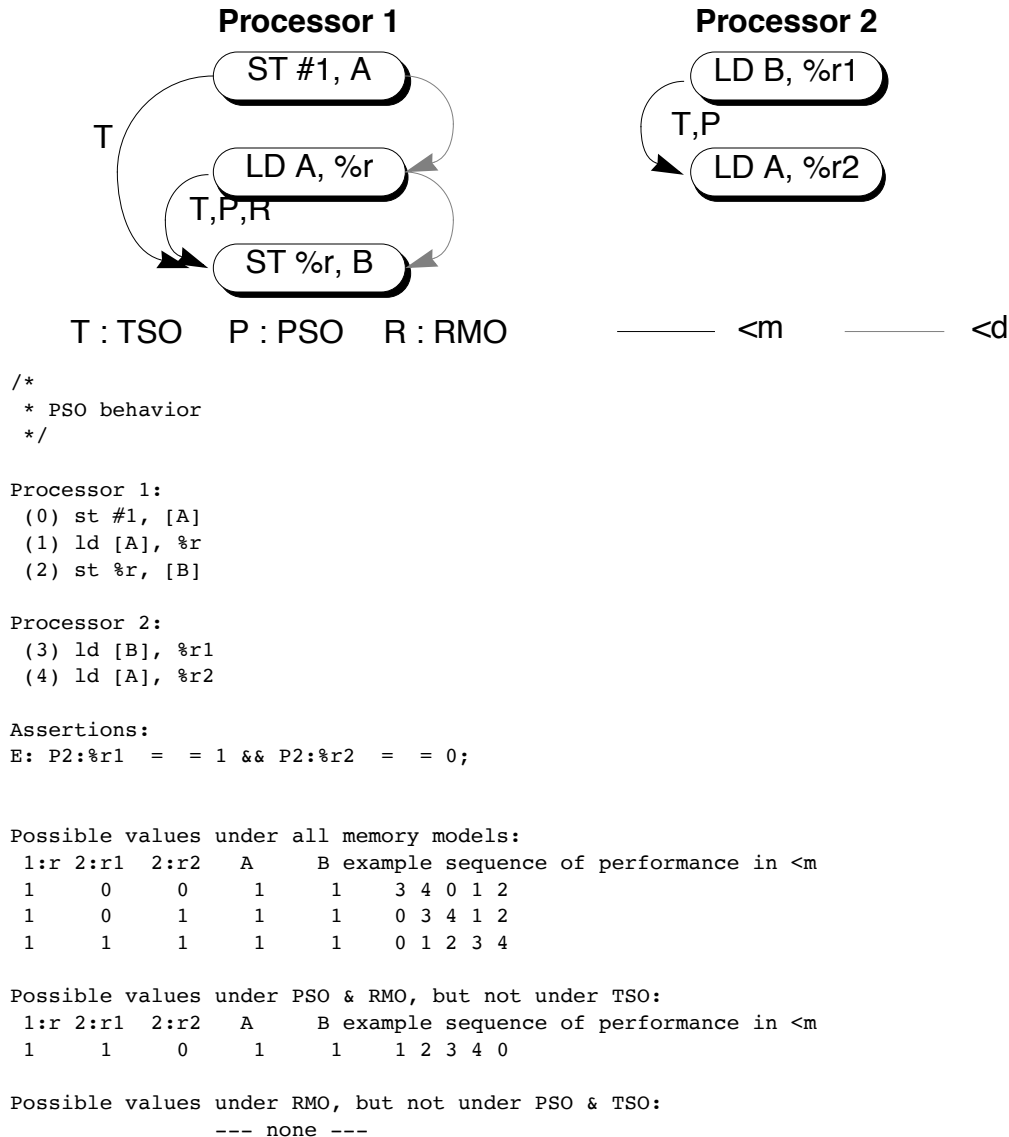 Processor 1 Processor 2
ST #1, A LD B, %r1
T T,P
LD A, %r LD A, %r2
T,P,R
ST %r, B
T : TSO P : PSO R : RMO <m <d
/*
 * PSO behavior
 */
Processor 1:
 (0) st #1, [A]
 (1) ld [A], %r
 (2) st %r, [B]
Processor 2:
 (3) ld [B], %r1
 (4) ld [A], %r2
Assertions:
E: P2:%r1 = = 1 && P2:%r2 = = 0;
Possible values under all memory models:
 1:r 2:r1 2:r2 A B example sequence of performance in <m
 1 0 0 1 1 3 4 0 1 2
 1 0 1 1 1 0 3 4 1 2
 1 1 1 1 1 0 1 2 3 4
Possible values under PSO & RMO, but not under TSO:
 1:r 2:r1 2:r2 A B example sequence of performance in <m
 1 1 0 1 1 1 2 3 4 0
Possible values under RMO, but not under PSO & TSO:
--- none ---